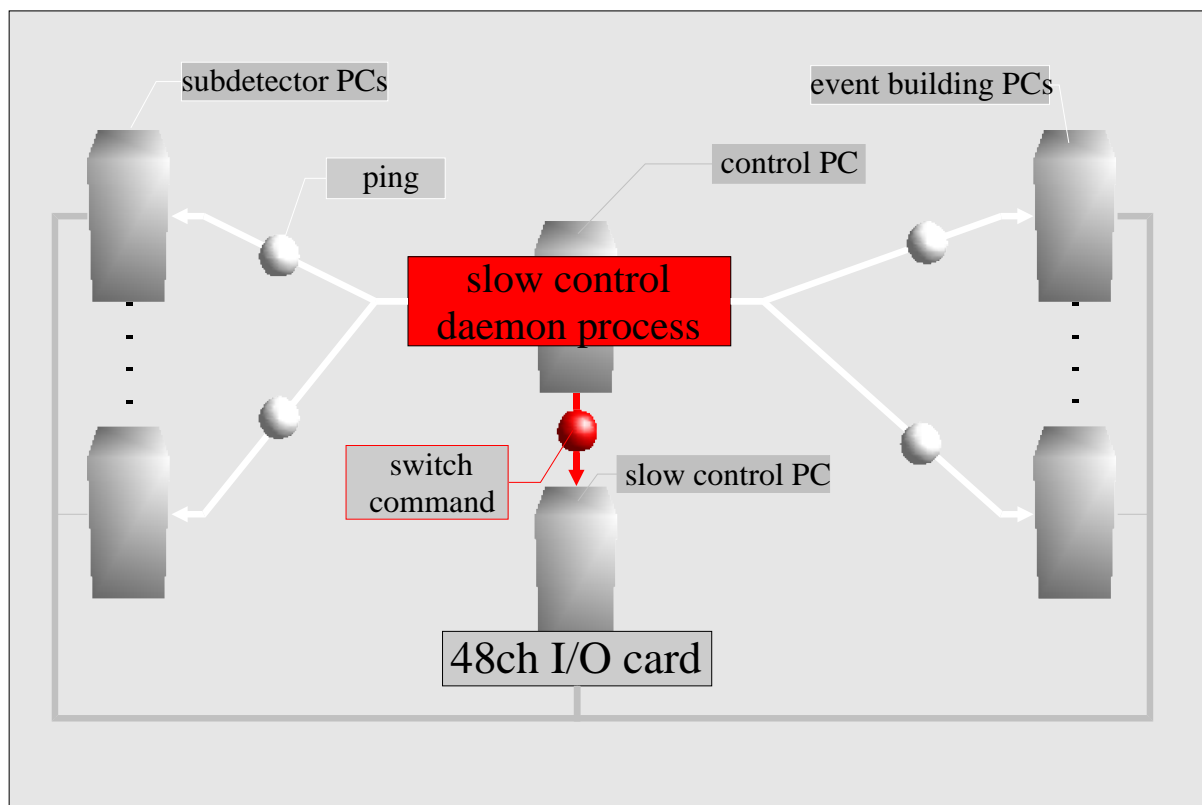 subdetector PCs
event building PCs
ping
control PC
slow control
daemon process
switch
command
slow control PC
48ch I/O card